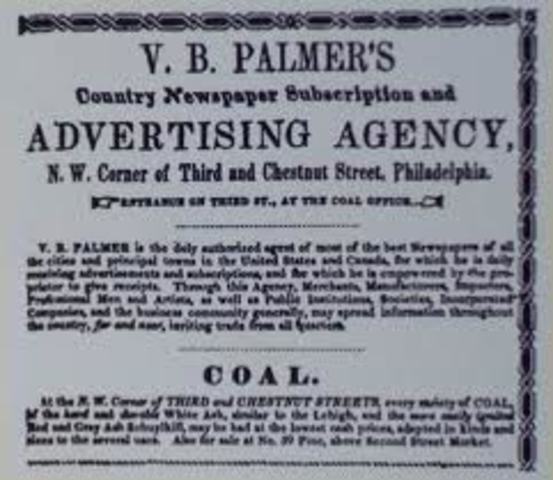 V. B. PALMER'S
Country Newspaper Subscription and
ADVERTISING AGENCY,
N. W. Corner of Third and Chestnut Street, Philadelphia.
ENTRANCE ON THIRD ST., AT THE COAL OFFICE.
V. B. PALMER is the duly authorized agent of most of the best Newspapers of all
the cities and principal towns in the United States and Canada, for which he is daily
receiving advertisements and subscriptions, and for which he is empowered by the pro-
prietor to give receipts. Through this Agency, Merchants, Manufacturers, Importers,
Professional Men and Artists, as well as Public Institutions, Societies, Incorporated
Companies, and the business community generally, may spread information throughout
the country, far and near, inviting trade from all quarters.
COAL.
At the N. W. Corner of THIRD and CHESTNUT STREETS, every variety of COAL,
of the hard and durable White Ash, similar to the Lehigh, and the more easily ignited
Red and Gray Ash Schuylkill, may be had at the lowest cash prices, adapted in kinds and
sizes to the several uses. Also for sale at No. 59 Pine, above Second Street Market.